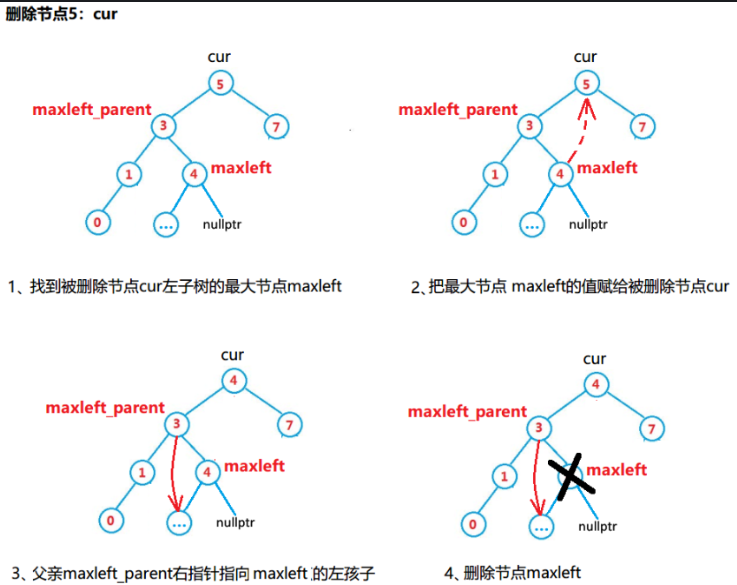 删除节点5：cur
cur
5
maxleft_parent
3
7
1
4
maxleft
0
...
nullptr
1、找到被删除节点cur左子树的最大节点maxleft
cur
5
maxleft_parent
3
7
1
4
maxleft
0
...
nullptr
2、把最大节点 maxleft的值赋给被删除节点cur
cur
4
maxleft_parent
3
7
1
4
maxleft
0
...
nullptr
3、父亲maxleft_parent右指针指向 maxleft 的左孩子
cur
4
maxleft_parent
3
7
1
maxleft
0
...
nullptr
4、删除节点maxleft